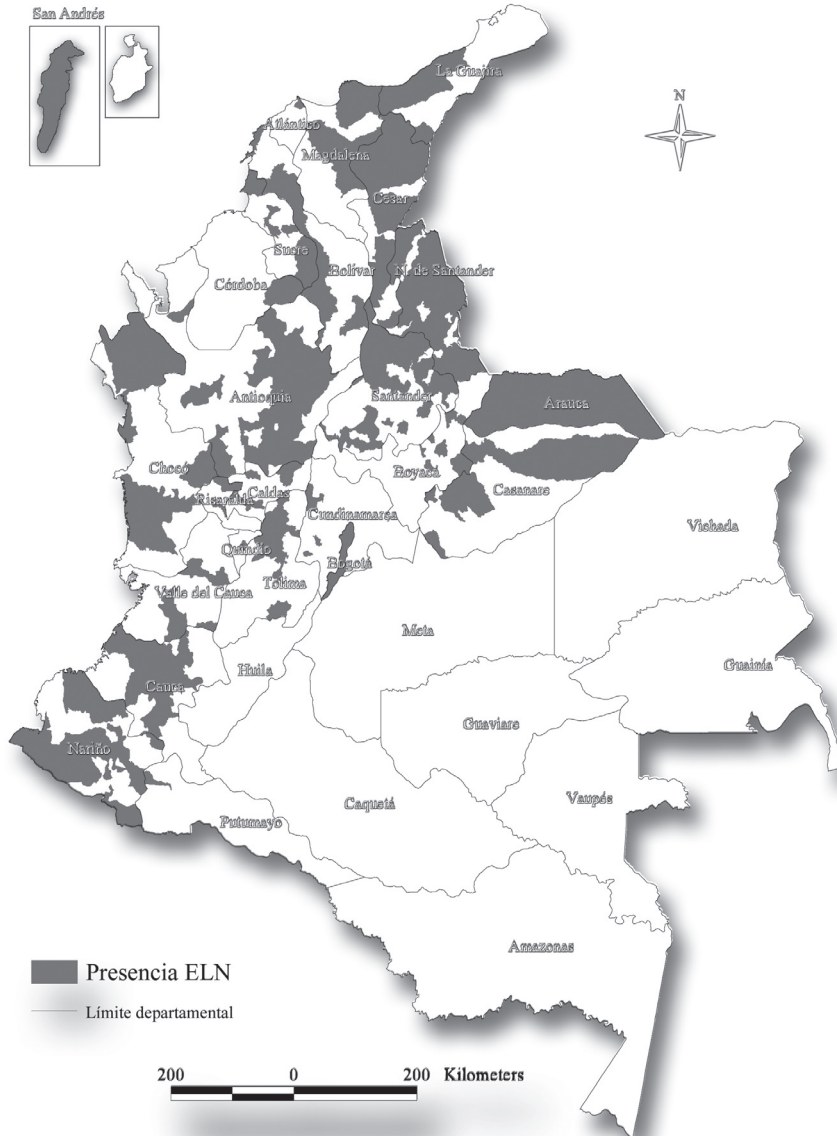 San Andrés
N
La Guajira
Atlántico
Magdalena
Cesar
Sucre
Bolívar
N. de Santander
Córdoba
Antioquia
Santander
Arauca
Chocó
Boyacá
Risaralda
Caldas
Casanare
Cundinamarca
Vichada
Quindío
Bogotá
Tolima
Valle del Cauca
Meta
Huila
Guainía
Cauca
Guaviare
Nariño
Caquetá
Vaupés
Putumayo
Amazonas
Presencia ELN
Límite departamental
200 0 200 Kilometers